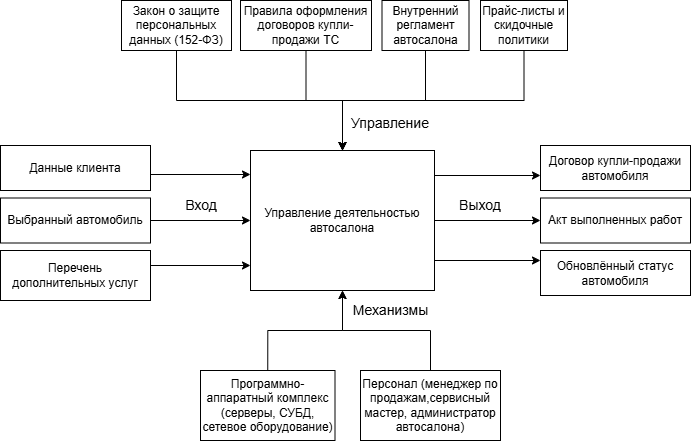 Закон о защите
персональных
данных (152-ФЗ)
Правила оформления
договоров купли-
продажи ТС
Внутренний
регламент
автосалона
Прайс-листы и
скидочные
политики
Управление
Данные клиента
Выбранный автомобиль
Перечень
дополнительных услуг
Вход
Управление деятельностью
автосалона
Выход
Договор купли-продажи
автомобиля
Акт выполненных работ
Обновлённый статус
автомобиля
Механизмы
Программно-
аппаратный комплекс
(серверы, СУБД,
сетевое оборудование)
Персонал (менеджер по
продажам,сервисный
мастер, администратор
автосалона)